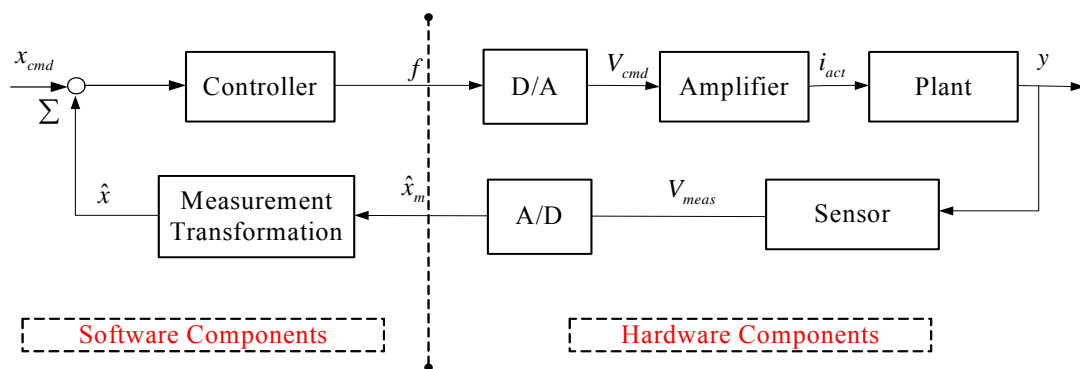 x_cmd
Σ
Controller
f
D/A
V_cmd
Amplifier
i_act
Plant
y
x̂
Measurement
Transformation
x̂_m
A/D
V_meas
Sensor
Software Components
Hardware Components